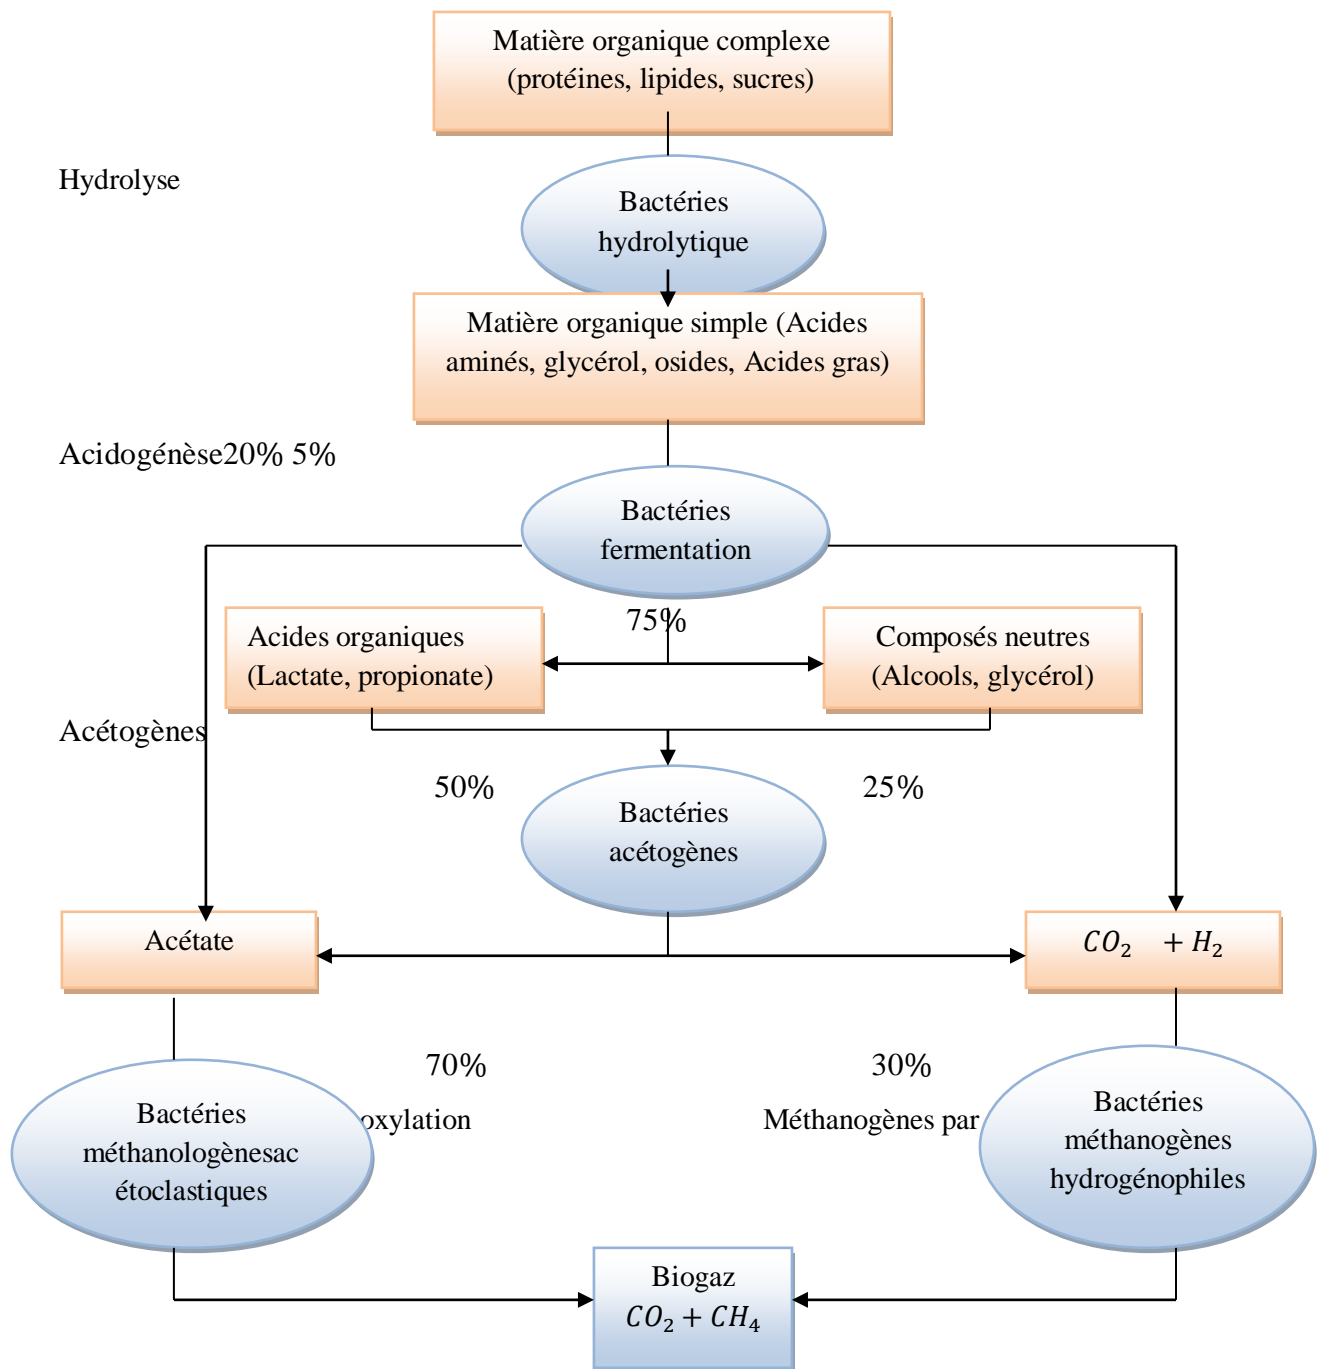 Matière organique complexe
(protéines, lipides, sucres)
Hydrolyse
Bactéries
hydrolytique
Matière organique simple (Acides
aminés, glycérol, osides, Acides gras)
Acidogénèse20% 5%
Bactéries
fermentation
75%
Acides organiques
(Lactate, propionate)
Composés neutres
(Alcools, glycérol)
Acétogènes
50%
25%
Bactéries
acétogènes
Acétate
CO₂ + H₂
70%
30%
Bactéries
méthanologènesac
étoclastiques
oxylation
Méthanogènes par
Bactéries
méthanogènes
hydrogénophiles
Biogaz
CO₂ + CH₄